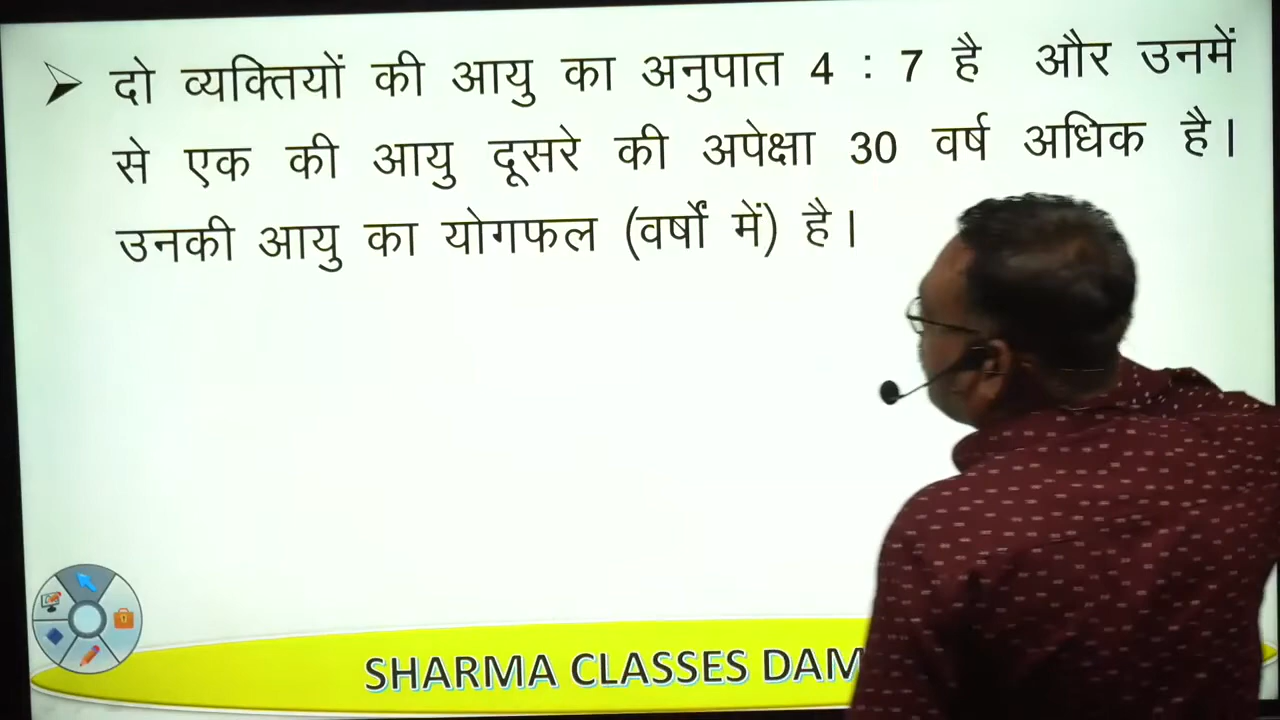 दो व्यक्तियों की आयु का अनुपात 4 : 7 है और उनमें
से एक की आयु दूसरे की अपेक्षा 30 वर्ष अधिक है।
उनकी आयु का योगफल (वर्षों में) है।
SHARMA CLASSES DAM